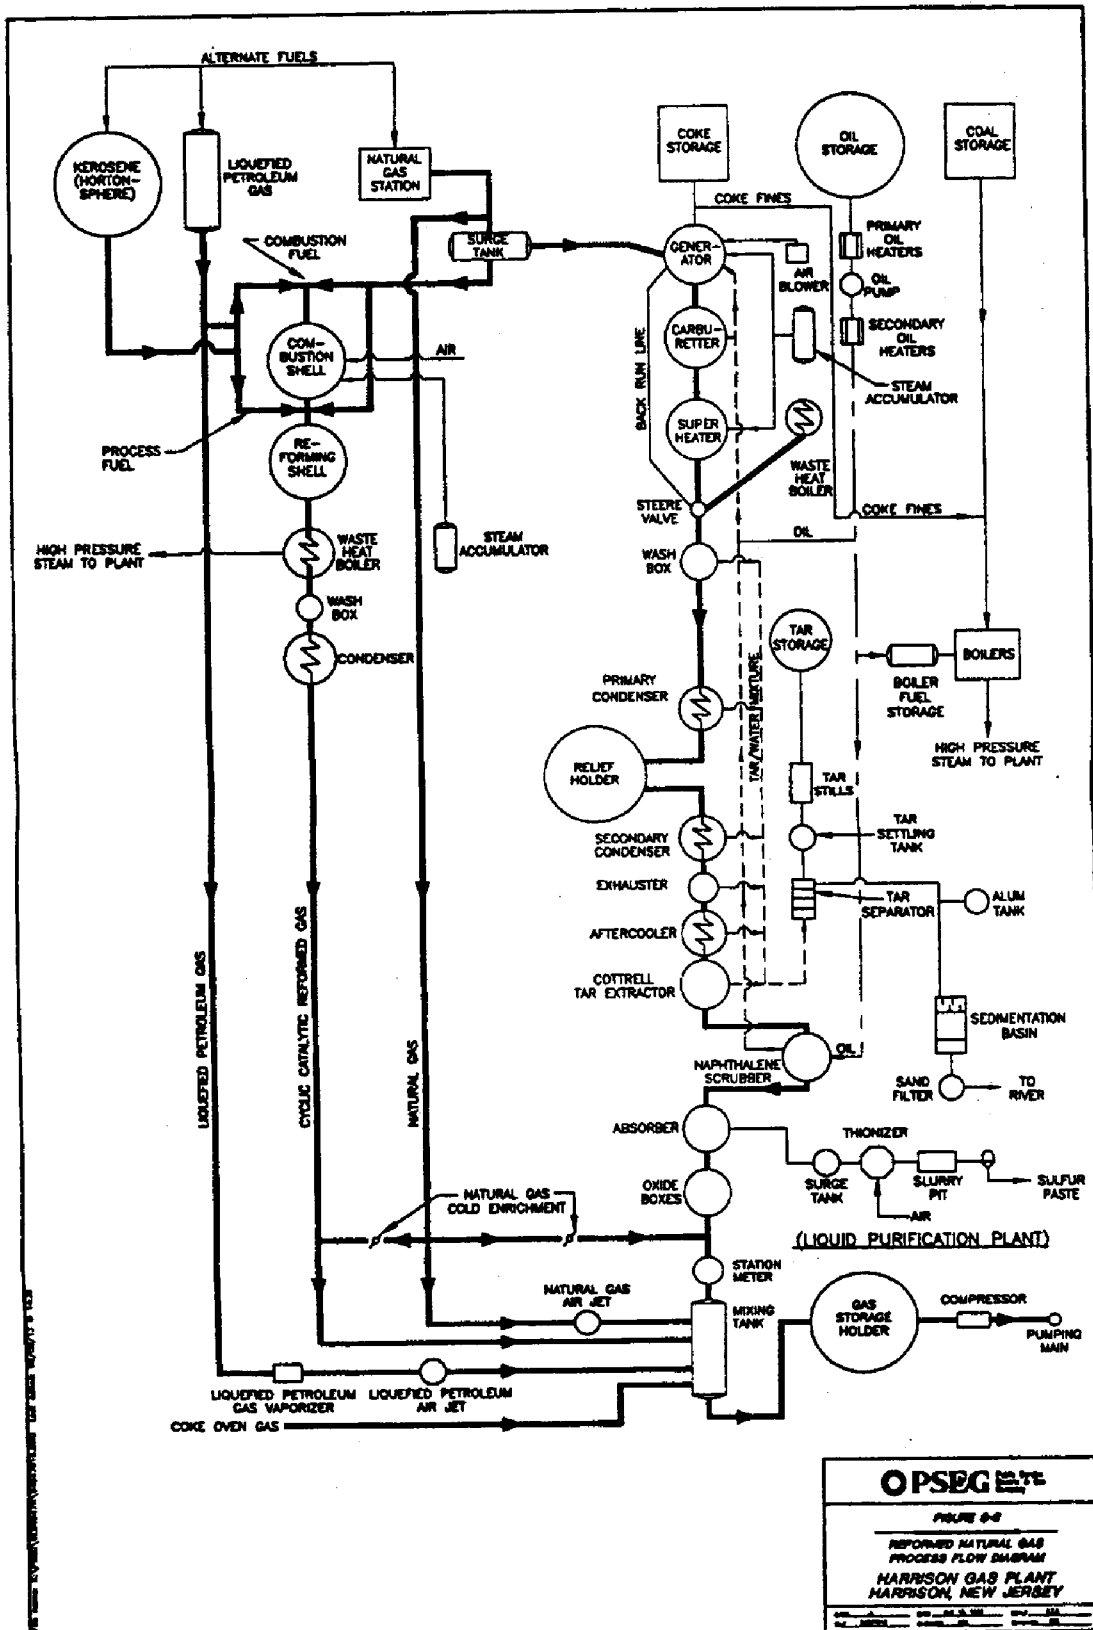 ALTERNATE FUELS
KEROSENE
(HORTON-
SPHERE)
LIQUEFIED
PETROLEUM
GAS
NATURAL
GAS
STATION
COKE
STORAGE
OIL
STORAGE
COAL
STORAGE
COKE FINES
COMBUSTION
FUEL
SURGE
TANK
GENER-
ATOR
AIR
BLOWER
PRIMARY
OIL
HEATERS
OIL
PUMP
SECONDARY
OIL
HEATERS
COM-
BUSTION
SHELL
AIR
CARBU-
RETTER
BACK RUN LINE
STEAM
ACCUMULATOR
SUPER
HEATER
PROCESS
FUEL
RE-
FORMING
SHELL
WASTE
HEAT
BOILER
STEERE
VALVE
COKE FINES
OIL
HIGH PRESSURE
STEAM TO PLANT
WASTE
HEAT
BOILER
STEAM
ACCUMULATOR
WASH
BOX
WASH
BOX
CONDENSER
TAR
STORAGE
BOILERS
BOILER
FUEL
STORAGE
PRIMARY
CONDENSER
TAR/WATER MIXTURE
HIGH PRESSURE
STEAM TO PLANT
RELIEF
HOLDER
TAR
STILLS
SECONDARY
CONDENSER
TAR
SETTLING
TANK
EXHAUSTER
TAR
SEPARATOR
ALUM
TANK
AFTERCOOLER
COTTRELL
TAR EXTRACTOR
LIQUEFIED PETROLEUM GAS
CYCLIC CATALYTIC REFORMED GAS
NATURAL GAS
SEDIMENTATION
BASIN
OIL
NAPHTHALENE
SCRUBBER
SAND
FILTER
TO
RIVER
ABSORBER
THIONIZER
OXIDE
BOXES
SURGE
TANK
SLURRY
PIT
SULFUR
PASTE
AIR
NATURAL GAS
COLD ENRICHMENT
(LIQUID PURIFICATION PLANT)
STATION
METER
NATURAL GAS
AIR JET
MIXING
TANK
GAS
STORAGE
HOLDER
COMPRESSOR
PUMPING
MAIN
LIQUEFIED PETROLEUM
GAS VAPORIZER
LIQUEFIED PETROLEUM
AIR JET
COKE OVEN GAS
PSEG
REFORMED NATURAL GAS
PROCESS FLOW DIAGRAM
HARRISON GAS PLANT
HARRISON, NEW JERSEY